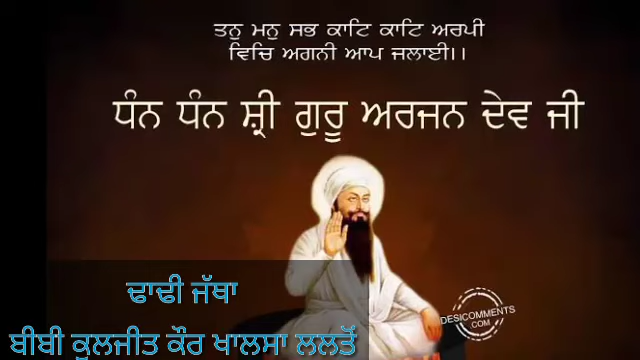 ਤਨੁ ਮਨੁ ਸਭ ਕਾਟਿ ਕਾਟਿ ਅਰਪੀ
ਵਿਚਿ ਅਗਨੀ ਆਪ ਜਲਾਈ।।
ਧੰਨ ਧੰਨ ਸ਼੍ਰੀ ਗੁਰੂ ਅਰਜਨ ਦੇਵ ਜੀ
ਢਾਢੀ ਜੱਥਾ
ਬੀਬੀ ਕੂਲਜੀਤ ਕੌਰ ਖਾਲਸਾ ਲਲਤੋਂ
DESICOMMENTS
.COM